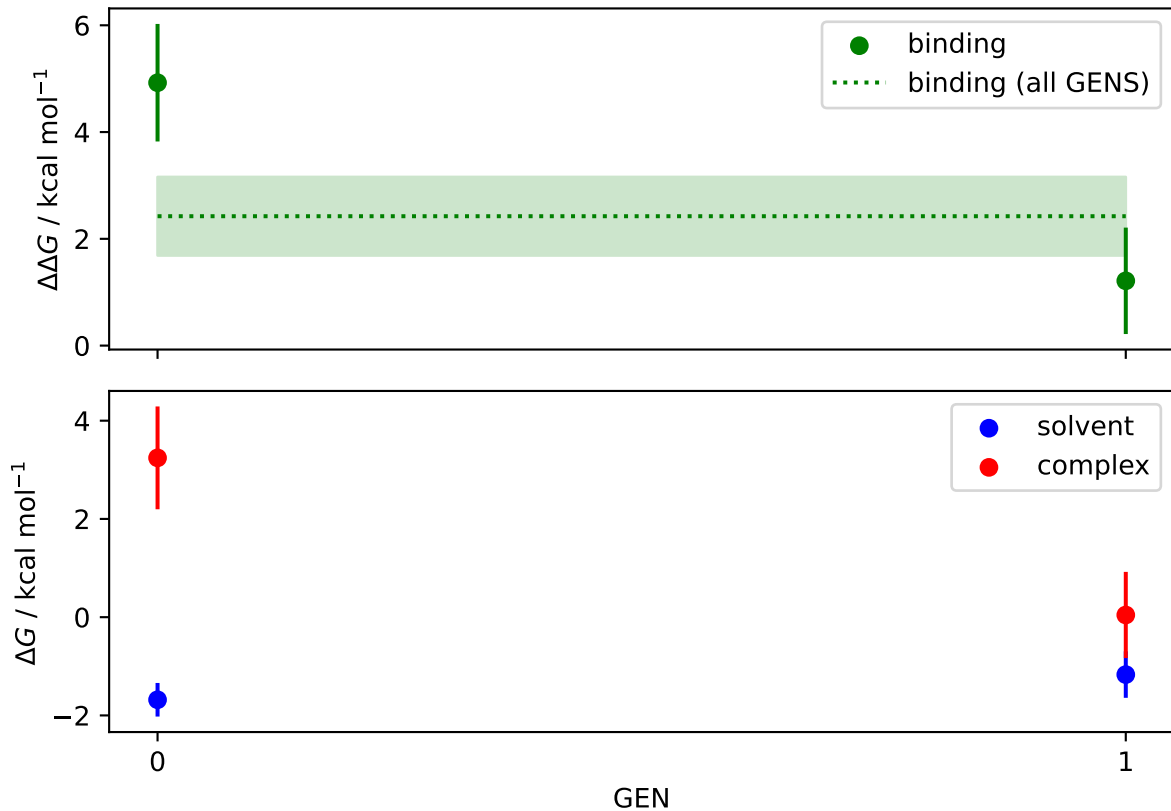 6
4
2
0
ΔΔG / kcal mol⁻¹
binding
binding (all GENS)
4
2
0
−2
ΔG / kcal mol⁻¹
solvent
complex
0
1
GEN